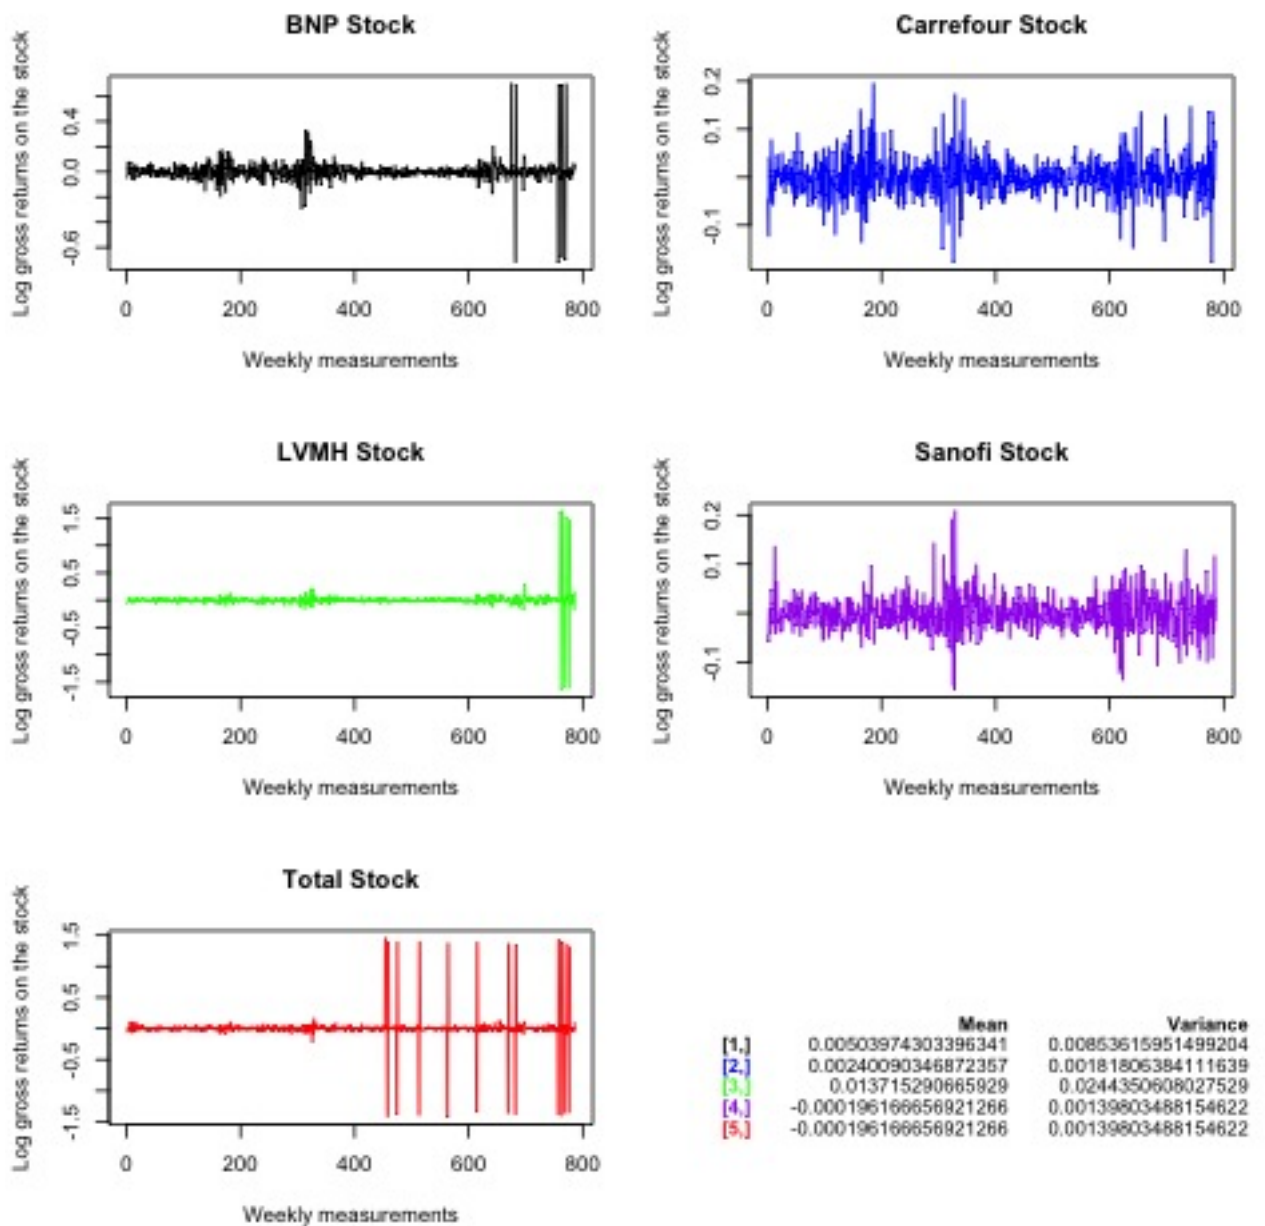 BNP Stock
Log gross returns on the stock
0.4
0.0
-0.6
0 200 400 600 800
Weekly measurements
Carrefour Stock
Log gross returns on the stock
0.2
0.1
-0.1
0 200 400 600 800
Weekly measurements
LVMH Stock
Log gross returns on the stock
1.5
0.5
-0.5
-1.5
0 200 400 600 800
Weekly measurements
Sanofi Stock
Log gross returns on the stock
0.2
0.1
-0.1
0 200 400 600 800
Weekly measurements
Total Stock
Log gross returns on the stock
1.5
0.5
-0.5
-1.5
0 200 400 600 800
Weekly measurements
Mean Variance
[1,] 0.00503974303396341 0.00853615951499204
[2,] 0.00240090346872357 0.00181806384111639
[3,] 0.013715290665929 0.0244350608027529
[4,] -0.000196166656921266 0.00139803488154622
[5,] -0.000196166656921266 0.00139803488154622